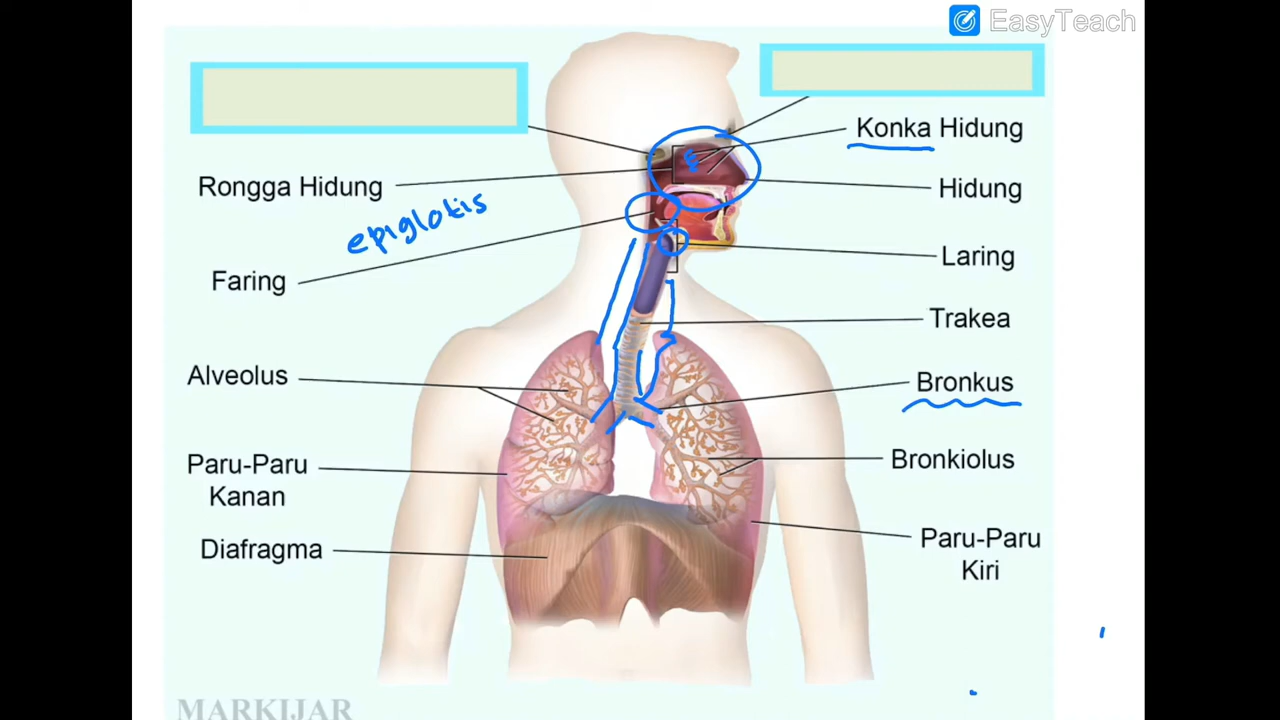 EasyTeach
Konka Hidung
Rongga Hidung
Hidung
epiglotis
Laring
Faring
Trakea
Alveolus
Bronkus
Paru-Paru
Kanan
Bronkiolus
Diafragma
Paru-Paru
Kiri
MARKIJAR